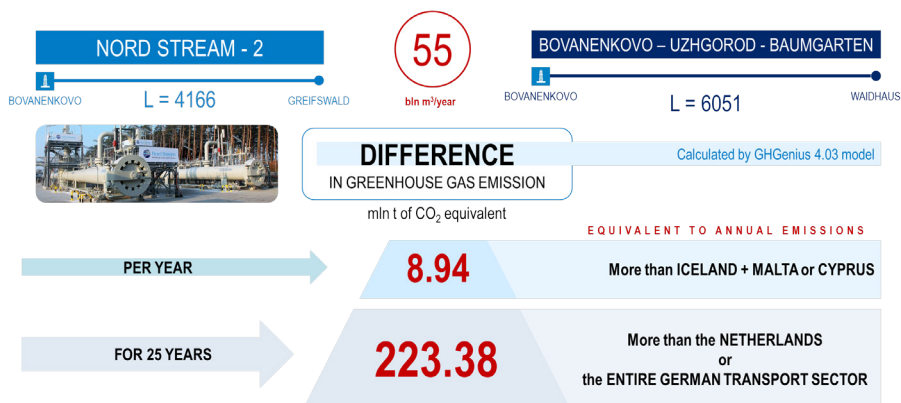 NORD STREAM - 2
55
BOVANENKOVO – UZHGOROD - BAUMGARTEN
BOVANENKOVO
L = 4166
GREIFSWALD
bln m³/year
BOVANENKOVO
L = 6051
WAIDHAUS
DIFFERENCE
IN GREENHOUSE GAS EMISSION
Calculated by GHGenius 4.03 model
mln t of CO₂ equivalent
EQUIVALENT TO ANNUAL EMISSIONS
PER YEAR
8.94
More than ICELAND + MALTA or CYPRUS
FOR 25 YEARS
223.38
More than the NETHERLANDS
or
the ENTIRE GERMAN TRANSPORT SECTOR